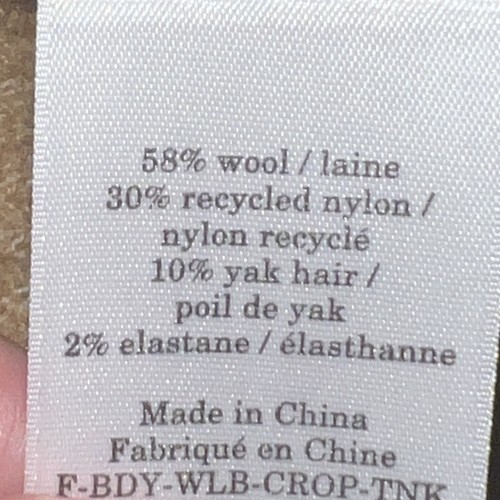 58% wool / laine
30% recycled nylon /
nylon recyclé
10% yak hair /
poil de yak
2% elastane / élasthanne
Made in China
Fabriqué en Chine
F-BDY-WLB-CROP-TNK